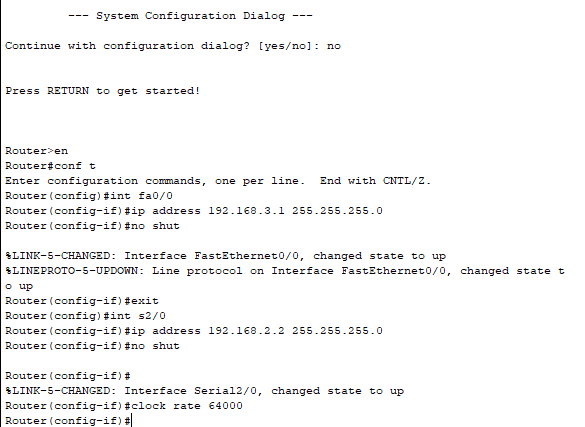 --- System Configuration Dialog ---
Continue with configuration dialog? [yes/no]: no
Press RETURN to get started!
Router>en
Router#conf t
Enter configuration commands, one per line.  End with CNTL/Z.
Router(config)#int fa0/0
Router(config-if)#ip address 192.168.3.1 255.255.255.0
Router(config-if)#no shut
%LINK-5-CHANGED: Interface FastEthernet0/0, changed state to up
%LINEPROTO-5-UPDOWN: Line protocol on Interface FastEthernet0/0, changed state t
o up
Router(config-if)#exit
Router(config)#int s2/0
Router(config-if)#ip address 192.168.2.2 255.255.255.0
Router(config-if)#no shut
Router(config-if)#
%LINK-5-CHANGED: Interface Serial2/0, changed state to up
Router(config-if)#clock rate 64000
Router(config-if)#